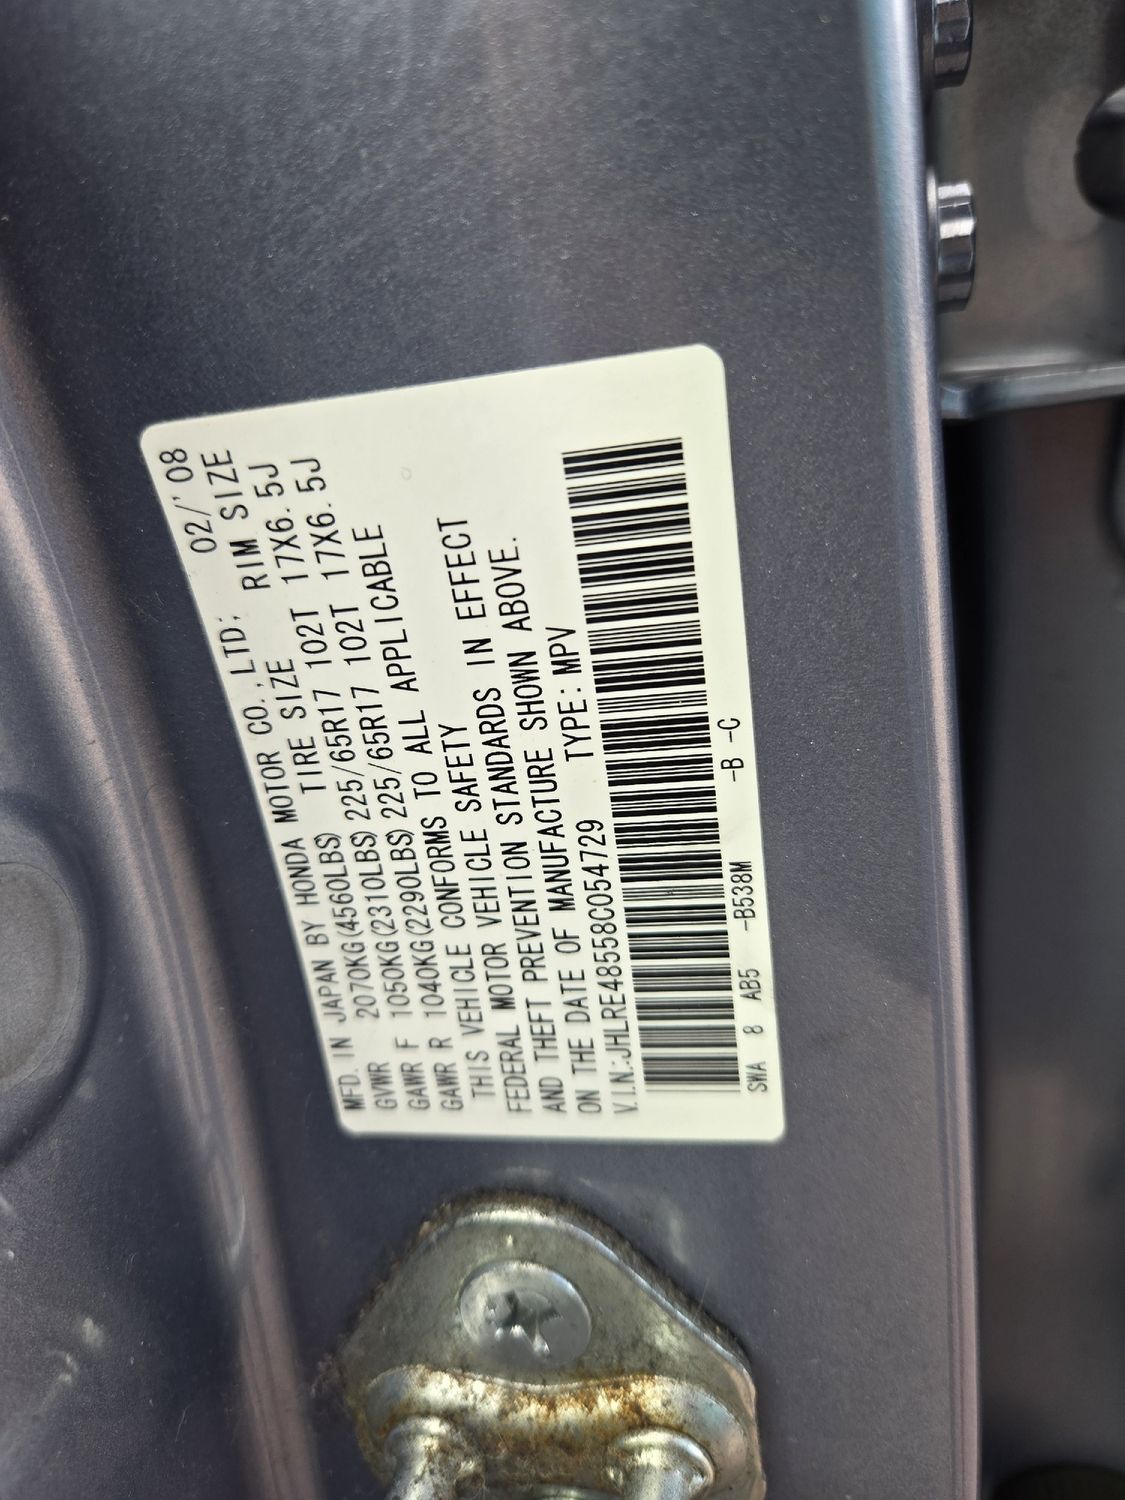 MFD. IN JAPAN BY HONDA MOTOR CO.,LTD; 02/'08
TIRE SIZE RIM SIZE
GVWR 2070KG(4560LBS)
GAWR F 1050KG(2310LBS) 225/65R17 102T 17X6.5J
GAWR R 1040KG(2290LBS) 225/65R17 102T 17X6.5J
THIS VEHICLE CONFORMS TO ALL APPLICABLE
FEDERAL MOTOR VEHICLE SAFETY
AND THEFT PREVENTION STANDARDS IN EFFECT
ON THE DATE OF MANUFACTURE SHOWN ABOVE.
V.I.N.:JHLRE48558C054729 TYPE:MPV
SWA 8 AB5 -B538M -B -C